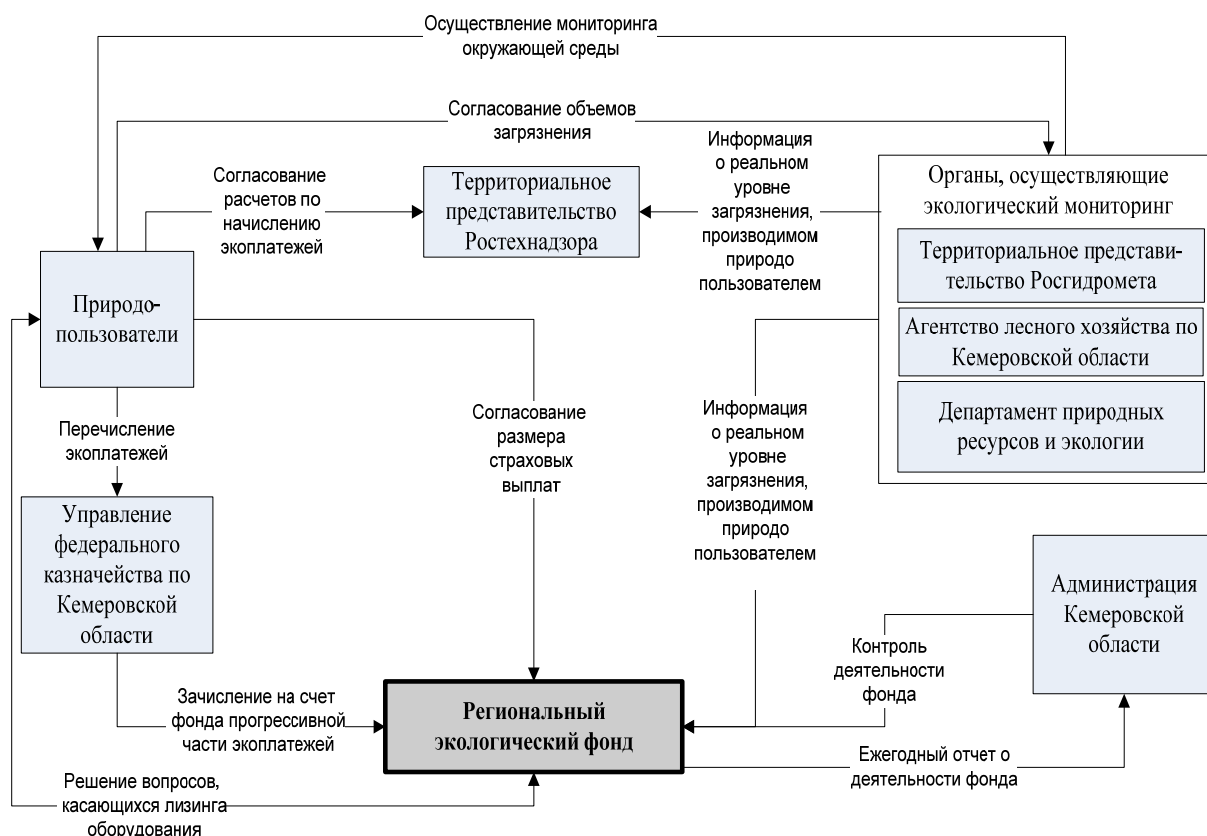 Осуществление мониторинга
окружающей среды
Согласование объемов
загрязнения
Согласование
расчетов по
начислению
экоплатежей
Территориальное
представительство
Ростехнадзора
Информация
о реальном
уровне
загрязнения,
производимом
природо
пользователем
Органы, осуществляющие
экологический мониторинг
Территориальное представи-
тельство Росгидромета
Агентство лесного хозяйства по
Кемеровской области
Департамент природных
ресурсов и экологии
Природо-
пользователи
Перечисление
экоплатежей
Согласование
размера
страховых
выплат
Информация
о реальном
уровне
загрязнения,
производимом
природо
пользователем
Управление
федерального
казначейства по
Кемеровской
области
Администрация
Кемеровской
области
Контроль
деятельности
фонда
Зачисление на счет
фонда прогрессивной
части экоплатежей
Региональный
экологический фонд
Ежегодный отчет о
деятельности фонда
Решение вопросов,
касающихся лизинга
оборудования